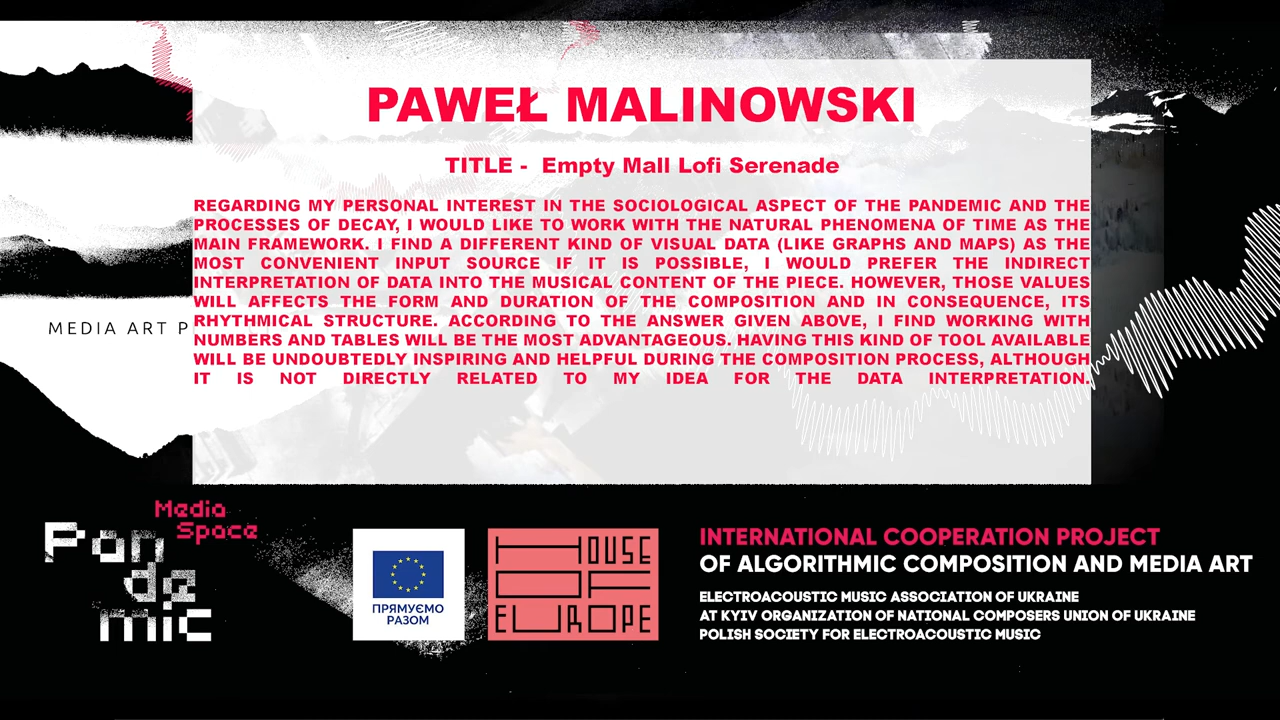 PAWEŁ MALINOWSKI
TITLE - Empty Mall Lofi Serenade
REGARDING MY PERSONAL INTEREST IN THE SOCIOLOGICAL ASPECT OF THE PANDEMIC AND THE
PROCESSES OF DECAY, I WOULD LIKE TO WORK WITH THE NATURAL PHENOMENA OF TIME AS THE
MAIN FRAMEWORK. I FIND A DIFFERENT KIND OF VISUAL DATA (LIKE GRAPHS AND MAPS) AS THE
MOST CONVENIENT INPUT SOURCE IF IT IS POSSIBLE, I WOULD PREFER THE INDIRECT
INTERPRETATION OF DATA INTO THE MUSICAL CONTENT OF THE PIECE. HOWEVER, THOSE VALUES
WILL AFFECTS THE FORM AND DURATION OF THE COMPOSITION AND IN CONSEQUENCE, ITS
RHYTHMICAL STRUCTURE. ACCORDING TO THE ANSWER GIVEN ABOVE, I FIND WORKING WITH
NUMBERS AND TABLES WILL BE THE MOST ADVANTAGEOUS. HAVING THIS KIND OF TOOL AVAILABLE
WILL BE UNDOUBTEDLY INSPIRING AND HELPFUL DURING THE COMPOSITION PROCESS, ALTHOUGH
IT IS NOT DIRECTLY RELATED TO MY IDEA FOR THE DATA INTERPRETATION.
MEDIA ART P
Media
Space
Pan
de
mic
ПРЯМУЄМО
РАЗОМ
HOUSE
OF
EUROPE
INTERNATIONAL COOPERATION PROJECT
OF ALGORITHMIC COMPOSITION AND MEDIA ART
ELECTROACOUSTIC MUSIC ASSOCIATION OF UKRAINE
AT KYIV ORGANIZATION OF NATIONAL COMPOSERS UNION OF UKRAINE
POLISH SOCIETY FOR ELECTROACOUSTIC MUSIC